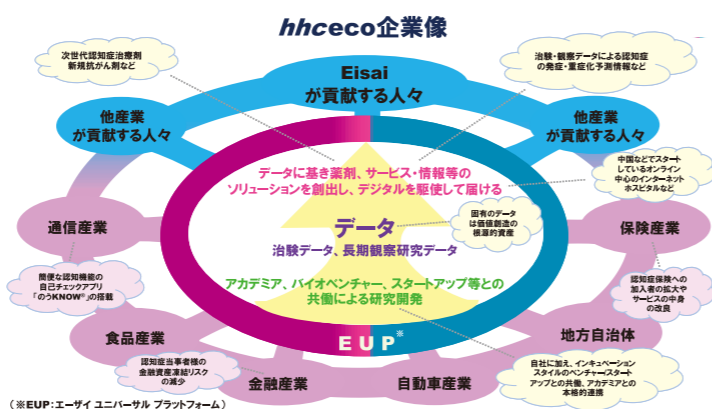 hhceco企業像
次世代認知症治療剤
新規抗がん剤など
治験・観察データによる認知症
の発症・重症化予測情報など
Eisai
が貢献する人々
他産業
が貢献する人々
他産業
が貢献する人々
データに基き薬剤、サービス・情報等の
ソリューションを創出し、デジタルを駆使して届ける
中国などでスタート
しているオンライン
中心のインターネット
ホスピタルなど
データ
治験データ、長期観察研究データ
固有のデータ
は価値創造の
根源的資産
通信産業
保険産業
簡便な認知機能の
自己チェックアプリ
「のうKNOW®」の搭載
認知症保険への
加入者の拡大や
サービスの中身
の改良
アカデミア、バイオベンチャー、スタートアップ等との
共働による研究開発
EUP※
食品産業
地方自治体
認知症当事者様の
金融資産凍結リスク
の減少
金融産業
自動車産業
自社に加え、インキュベーション
スタイルのベンチャー/スタート
アップとの共働、アカデミアとの
本格的連携
(※EUP:エーザイ ユニバーサル プラットフォーム)